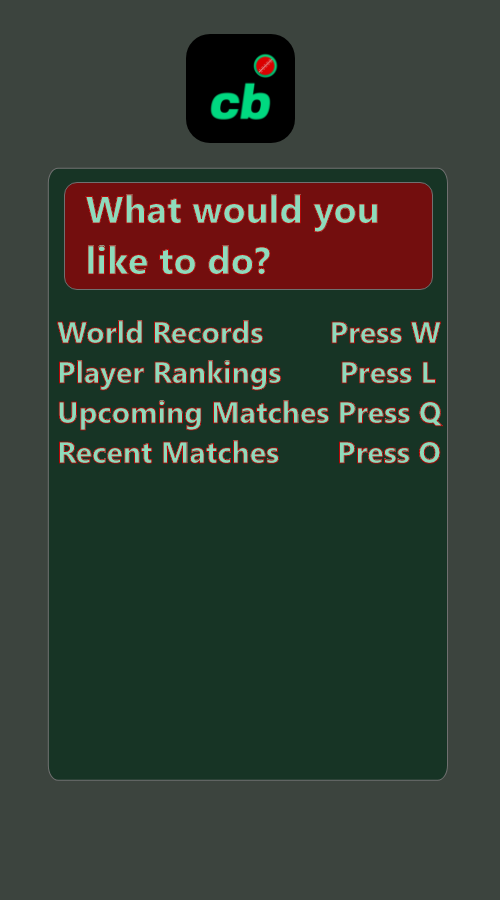 cb
What would you
like to do?
World Records Press W
Player Rankings Press L
Upcoming Matches Press Q
Recent Matches Press O